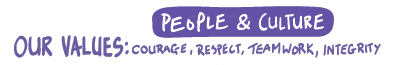 PEOPLE & CULTURE
OUR VALUES: COURAGE, RESPECT, TEAMWORK, INTEGRITY